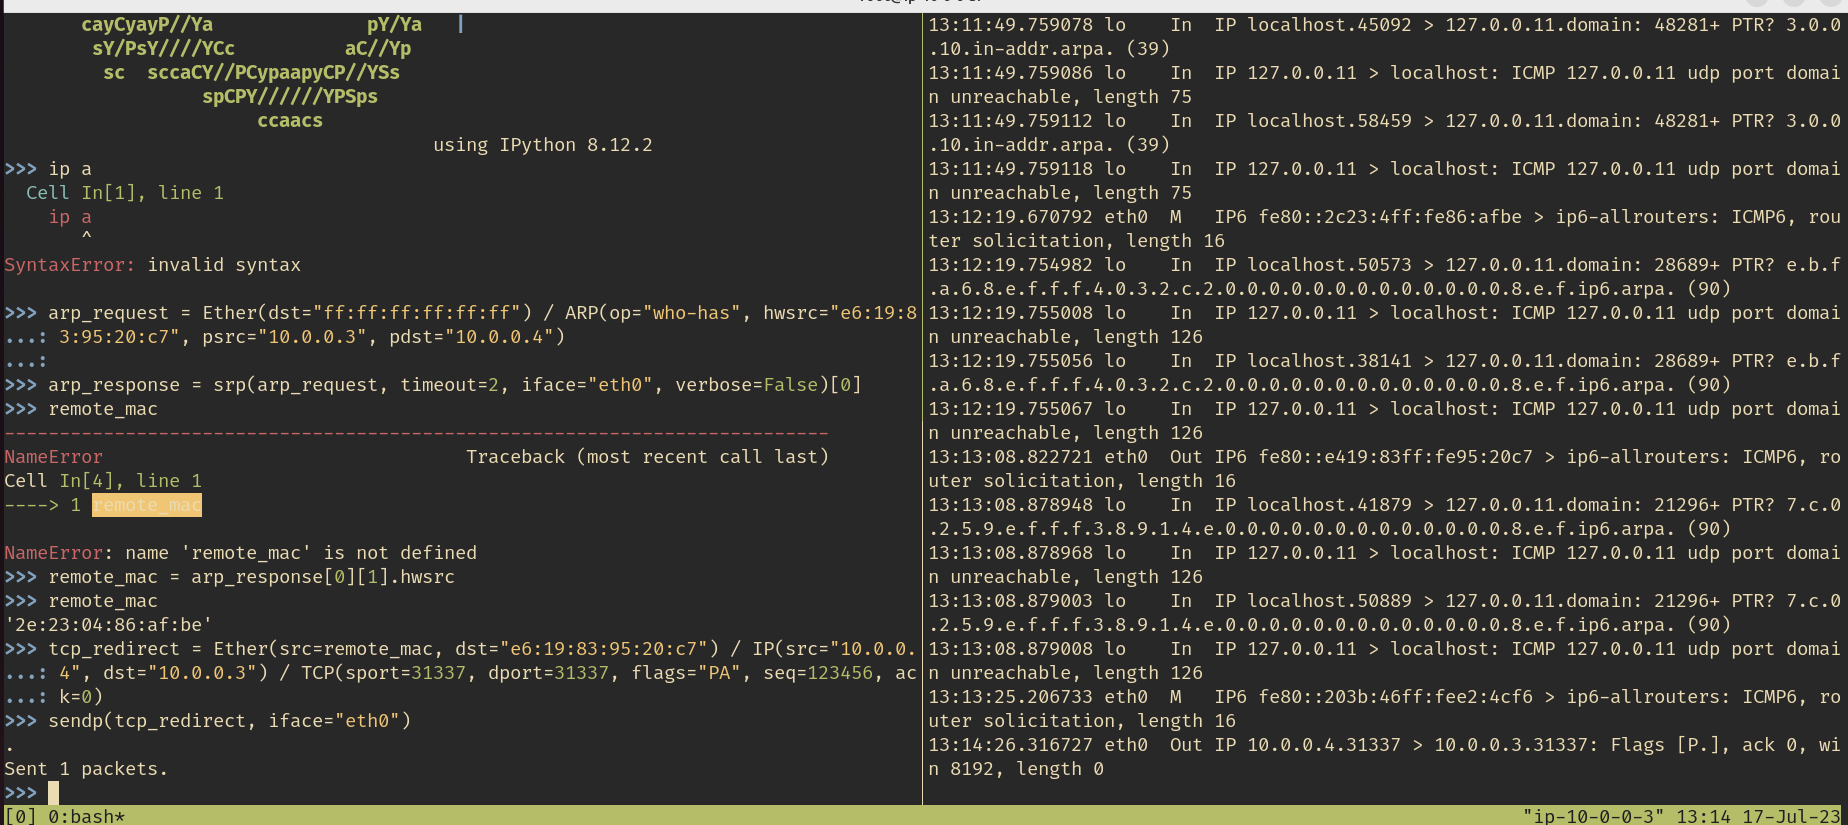 cayCyayP//Ya              pY/Ya   |
sY/PsY////YCc          aC//Yp
sc  sccaCY//PCypaapyCP//YSs
spCPY//////YPSps
ccaacs
using IPython 8.12.2
>>> ip a
Cell In[1], line 1
ip a
^
SyntaxError: invalid syntax
>>> arp_request = Ether(dst="ff:ff:ff:ff:ff:ff") / ARP(op="who-has", hwsrc="e6:19:8
...: 3:95:20:c7", psrc="10.0.0.3", pdst="10.0.0.4")
...:
>>> arp_response = srp(arp_request, timeout=2, iface="eth0", verbose=False)[0]
>>> remote_mac
---------------------------------------------------------------------------
NameError                                 Traceback (most recent call last)
Cell In[4], line 1
----> 1 remote_mac
NameError: name 'remote_mac' is not defined
>>> remote_mac = arp_response[0][1].hwsrc
>>> remote_mac
'2e:23:04:86:af:be'
>>> tcp_redirect = Ether(src=remote_mac, dst="e6:19:83:95:20:c7") / IP(src="10.0.0.
...: 4", dst="10.0.0.3") / TCP(sport=31337, dport=31337, flags="PA", seq=123456, ac
...: k=0)
>>> sendp(tcp_redirect, iface="eth0")
.
Sent 1 packets.
>>>
13:11:49.759078 lo    In  IP localhost.45092 > 127.0.0.11.domain: 48281+ PTR? 3.0.0
.10.in-addr.arpa. (39)
13:11:49.759086 lo    In  IP 127.0.0.11 > localhost: ICMP 127.0.0.11 udp port domai
n unreachable, length 75
13:11:49.759112 lo    In  IP localhost.58459 > 127.0.0.11.domain: 48281+ PTR? 3.0.0
.10.in-addr.arpa. (39)
13:11:49.759118 lo    In  IP 127.0.0.11 > localhost: ICMP 127.0.0.11 udp port domai
n unreachable, length 75
13:12:19.670792 eth0  M   IP6 fe80::2c23:4ff:fe86:afbe > ip6-allrouters: ICMP6, rou
ter solicitation, length 16
13:12:19.754982 lo    In  IP localhost.50573 > 127.0.0.11.domain: 28689+ PTR? e.b.f
.a.6.8.e.f.f.f.4.0.3.2.c.2.0.0.0.0.0.0.0.0.0.0.0.0.0.8.e.f.ip6.arpa. (90)
13:12:19.755008 lo    In  IP 127.0.0.11 > localhost: ICMP 127.0.0.11 udp port domai
n unreachable, length 126
13:12:19.755056 lo    In  IP localhost.38141 > 127.0.0.11.domain: 28689+ PTR? e.b.f
.a.6.8.e.f.f.f.4.0.3.2.c.2.0.0.0.0.0.0.0.0.0.0.0.0.0.8.e.f.ip6.arpa. (90)
13:12:19.755067 lo    In  IP 127.0.0.11 > localhost: ICMP 127.0.0.11 udp port domai
n unreachable, length 126
13:13:08.822721 eth0  Out IP6 fe80::e419:83ff:fe95:20c7 > ip6-allrouters: ICMP6, ro
uter solicitation, length 16
13:13:08.878948 lo    In  IP localhost.41879 > 127.0.0.11.domain: 21296+ PTR? 7.c.0
.2.5.9.e.f.f.f.3.8.9.1.4.e.0.0.0.0.0.0.0.0.0.0.0.0.0.8.e.f.ip6.arpa. (90)
13:13:08.878968 lo    In  IP 127.0.0.11 > localhost: ICMP 127.0.0.11 udp port domai
n unreachable, length 126
13:13:08.879003 lo    In  IP localhost.50889 > 127.0.0.11.domain: 21296+ PTR? 7.c.0
.2.5.9.e.f.f.f.3.8.9.1.4.e.0.0.0.0.0.0.0.0.0.0.0.0.0.8.e.f.ip6.arpa. (90)
13:13:08.879008 lo    In  IP 127.0.0.11 > localhost: ICMP 127.0.0.11 udp port domai
n unreachable, length 126
13:13:25.206733 eth0  M   IP6 fe80::203b:46ff:fee2:4cf6 > ip6-allrouters: ICMP6, ro
uter solicitation, length 16
13:14:26.316727 eth0  Out IP 10.0.0.4.31337 > 10.0.0.3.31337: Flags [P.], ack 0, wi
n 8192, length 0
[0] 0:bash*                    "ip-10-0-0-3" 13:14 17-Jul-23